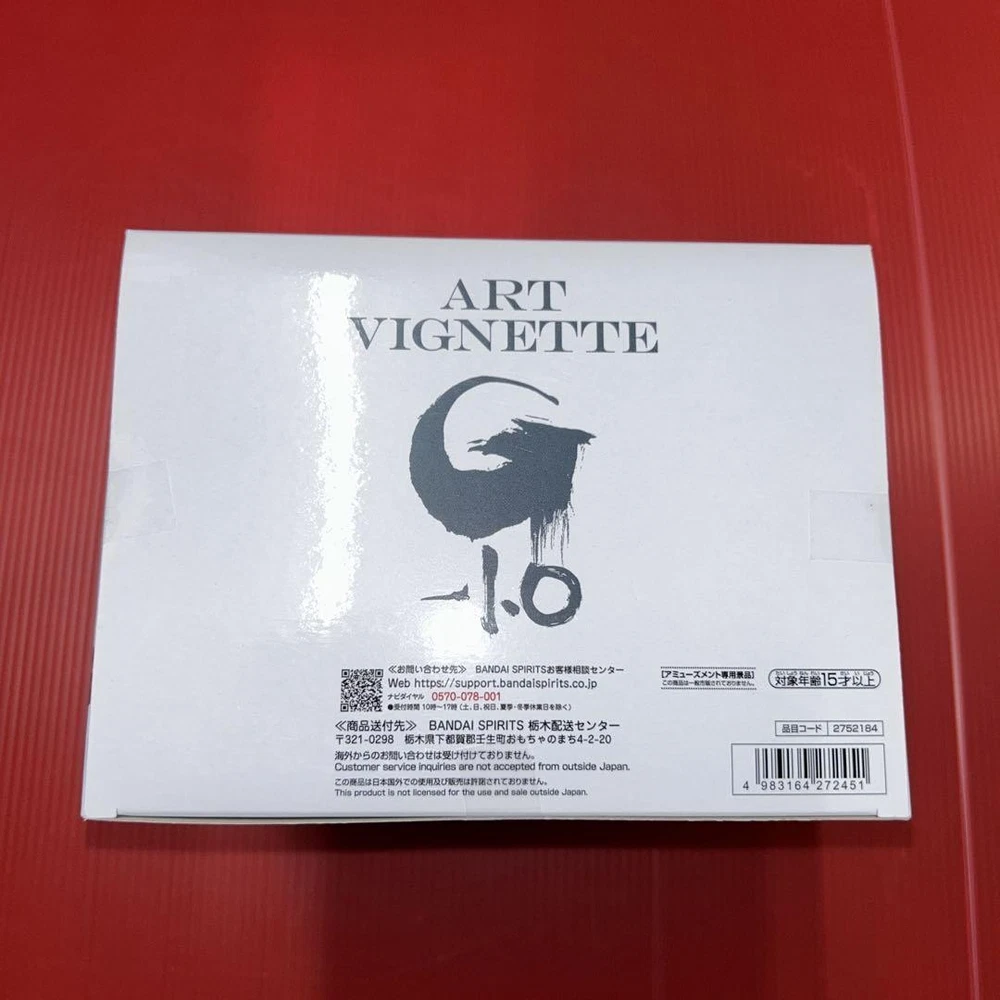 ART
VIGNETTE
G
-1.0
≪お問い合わせ先≫ BANDAI SPIRITSお客様相談センター
Web https://support.bandaispirits.co.jp
ナビダイヤル 0570-078-001
●受付時間 10時〜17時(土、日、祝日、夏季・冬季休業日を除く)
≪商品送付先≫ BANDAI SPIRITS 栃木配送センター
〒321-0298 栃木県下都賀郡壬生町おもちゃのまち4-2-20
海外からのお問い合わせは受け付けておりません。
Customer service inquiries are not accepted from outside Japan.
この商品は日本国外での使用及び販売は許諾されておりません。
This product is not licensed for the use and sale outside Japan.
【アミューズメント専用景品】
この商品は一般市販されておりません。
対象年齢15才以上
品目コード 2752184
4 983164 272451